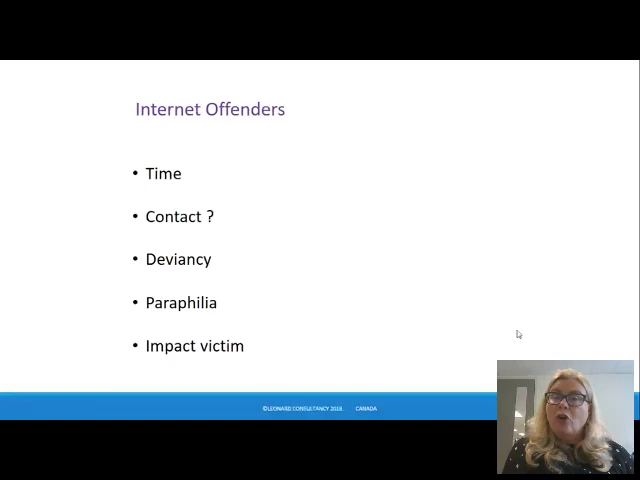 Internet Offenders
• Time
• Contact ?
• Deviancy
• Paraphilia
• Impact victim
©LEONARD CONSULTANCY 2018. CANADA